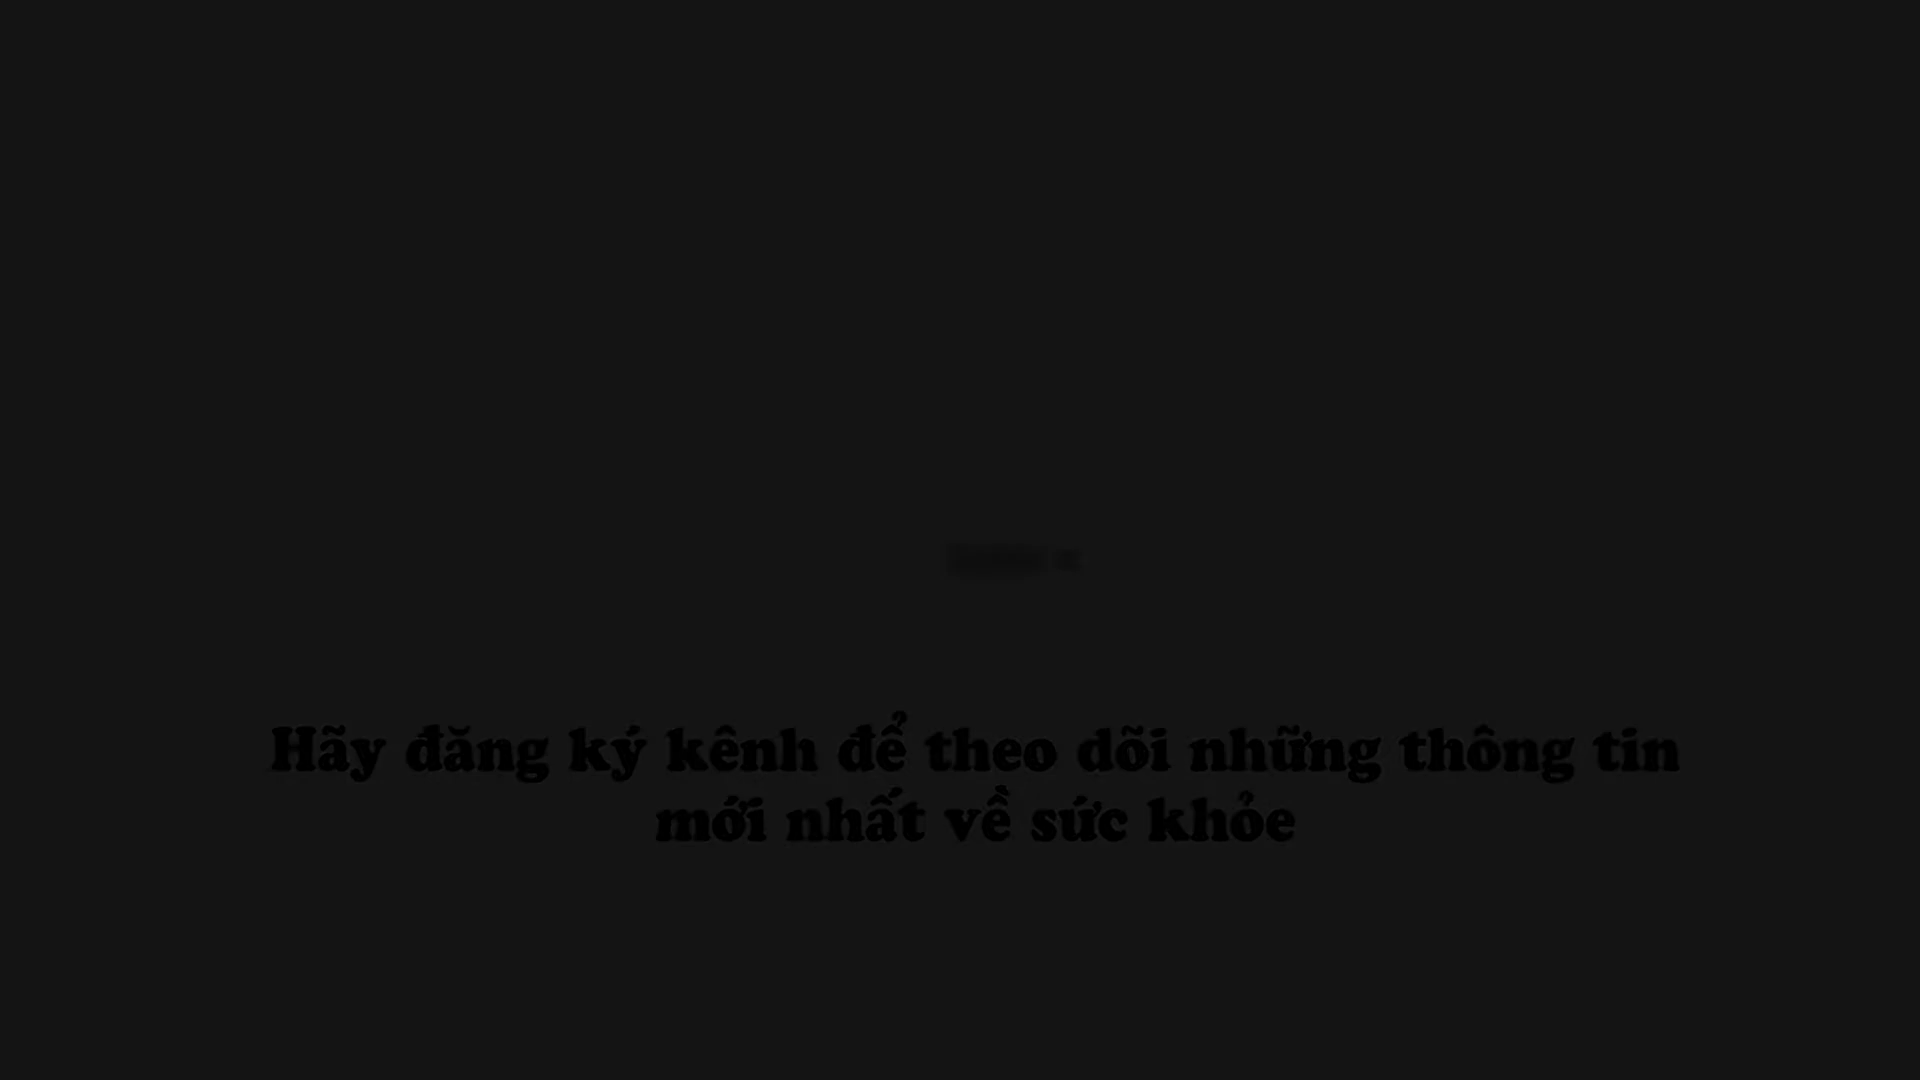 Hãy đăng ký kênh để theo dõi những thông tin
mới nhất về sức khỏe